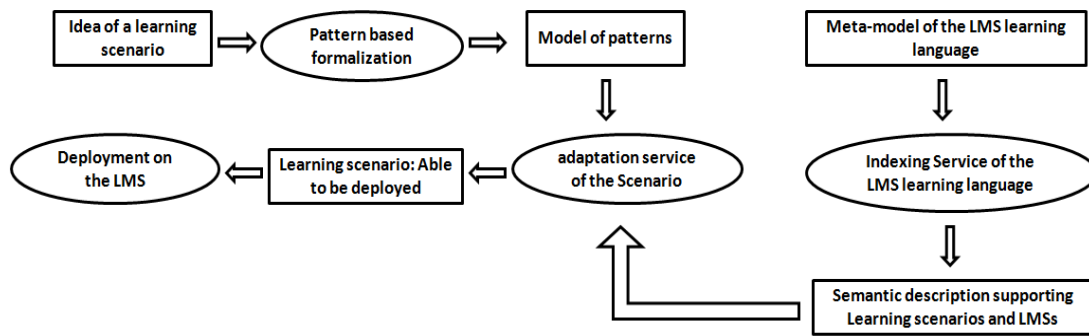 Idea of a learning
scenario
Pattern based
formalization
Model of patterns
Meta-model of the LMS learning
language
Deployment on
the LMS
Learning scenario: Able
to be deployed
adaptation service
of the Scenario
Indexing Service of the
LMS learning language
Semantic description supporting
Learning scenarios and LMSs